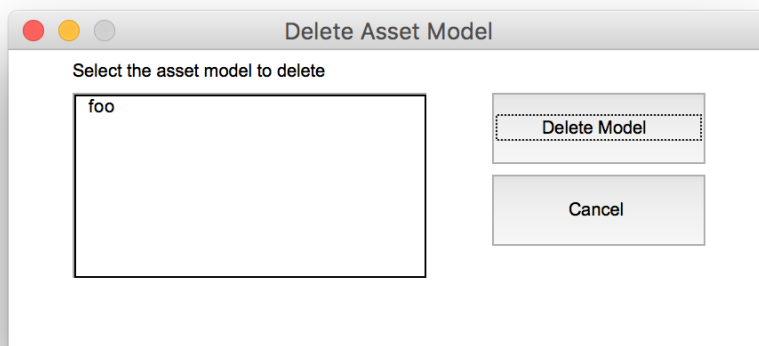 Delete Asset Model
Select the asset model to delete
foo
Delete Model
Cancel